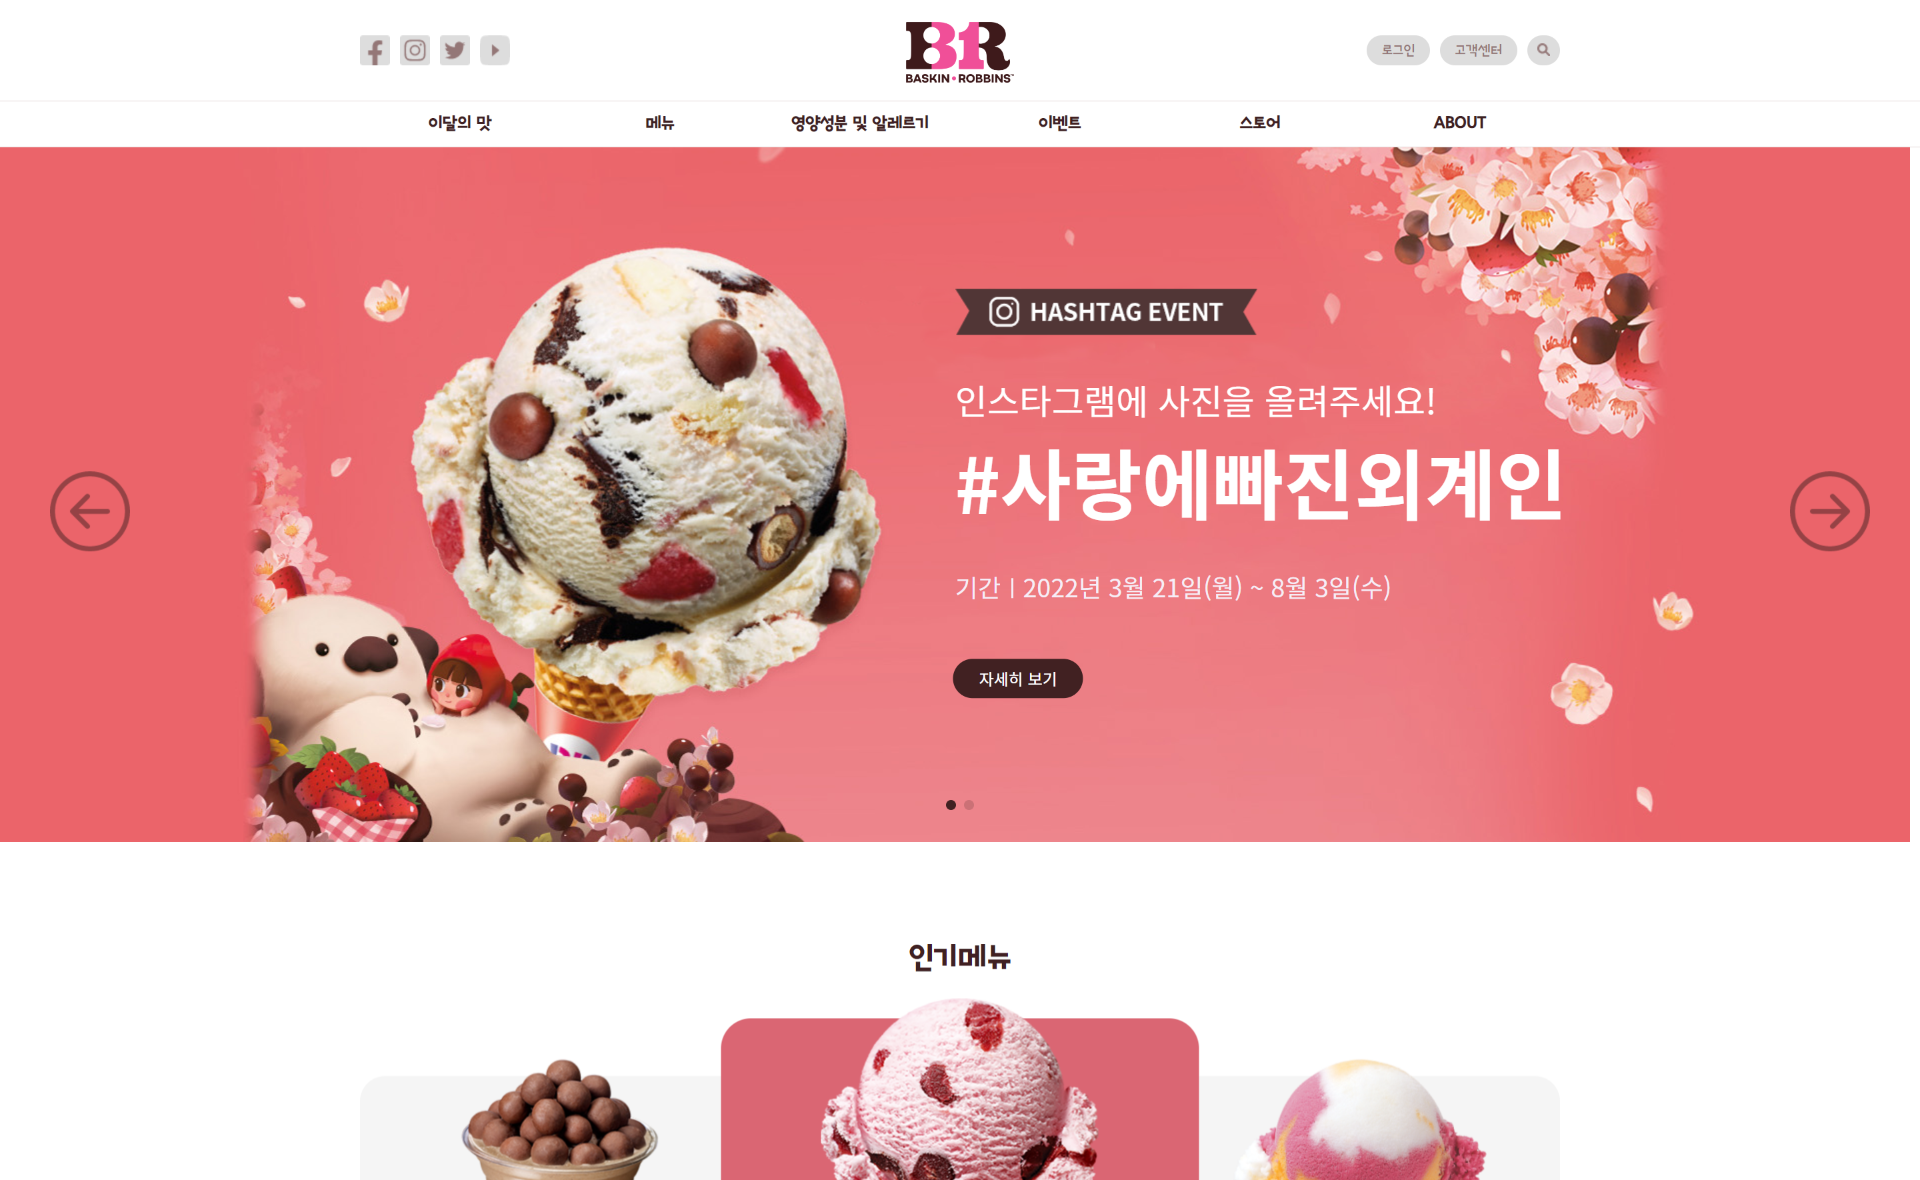 BR
BASKIN ROBBINS
로그인
고객센터
이달의 맛
메뉴
영양성분 및 알레르기
이벤트
스토어
ABOUT
HASHTAG EVENT
인스타그램에 사진을 올려주세요!
#사랑에빠진외계인
기간 | 2022년 3월 21일(월) ~ 8월 3일(수)
자세히 보기
인기메뉴